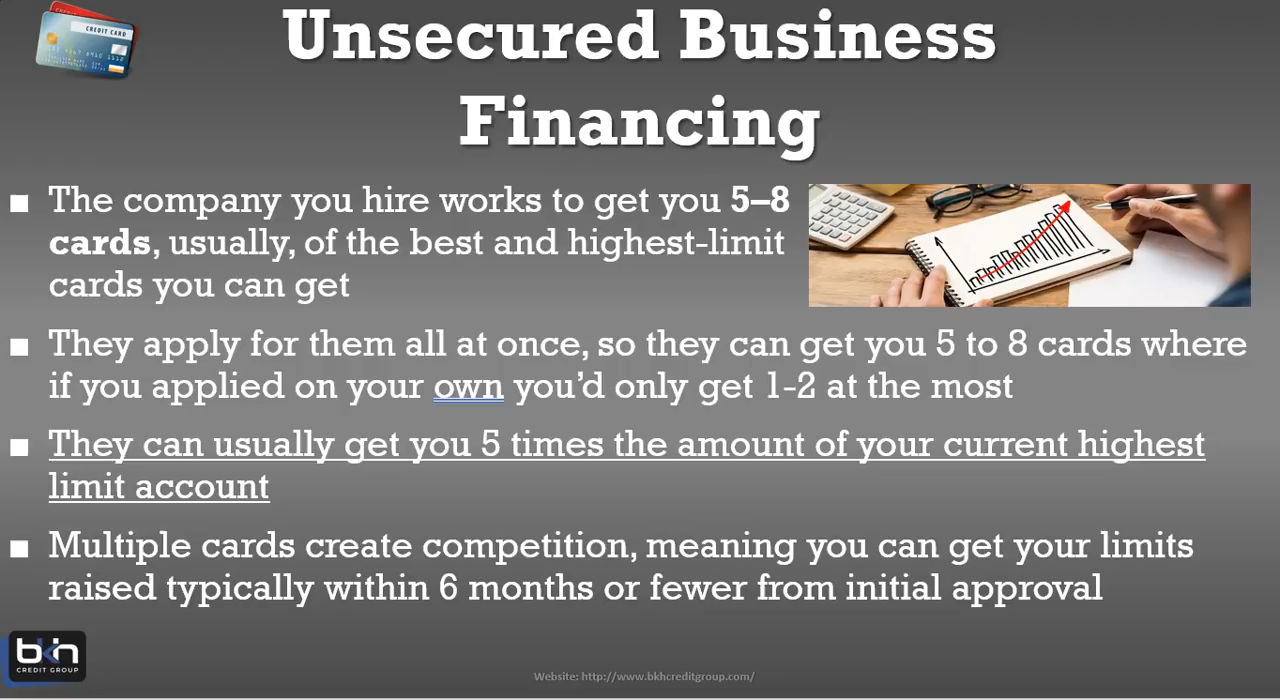 CREDIT CARD
Unsecured Business
Financing
■ The company you hire works to get you 5–8
cards, usually, of the best and highest-limit
cards you can get
■ They apply for them all at once, so they can get you 5 to 8 cards where
if you applied on your own you’d only get 1-2 at the most
■ They can usually get you 5 times the amount of your current highest
limit account
■ Multiple cards create competition, meaning you can get your limits
raised typically within 6 months or fewer from initial approval
bkh
CREDIT GROUP
Website: http://www.bkhcreditgroup.com/